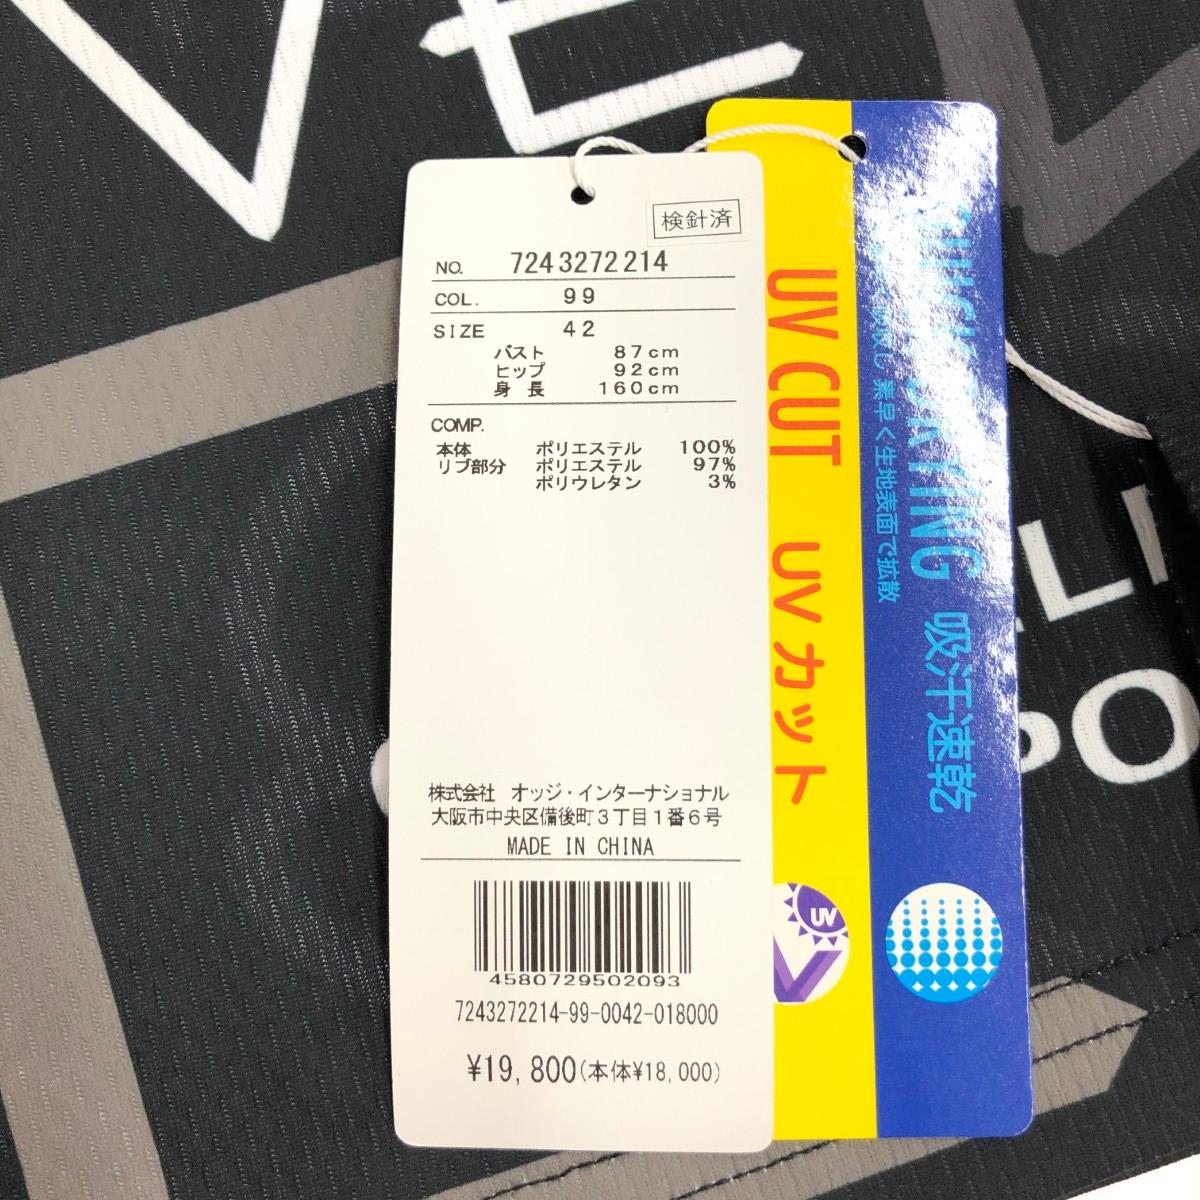 検針済
NO. 7243272214
COL. 99
SIZE 42
バスト 87cm
ヒップ 92cm
身長 160cm
COMP.
本体 ポリエステル 100%
リブ部分 ポリエステル 97%
ポリウレタン 3%
株式会社 オッジ・インターナショナル
大阪市中央区備後町3丁目1番6号
MADE IN CHINA
4580729502093
7243272214-99-0042-018000
¥19,800(本体¥18,000)
UV CUT UVカット
UV
吸汗速乾
素早く生地表面で拡散